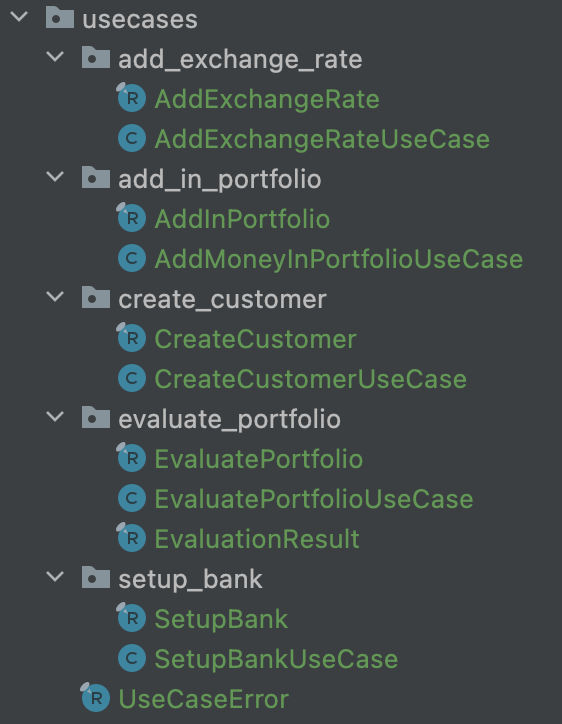 usecases
add_exchange_rate
R AddExchangeRate
C AddExchangeRateUseCase
add_in_portfolio
R AddInPortfolio
C AddMoneyInPortfolioUseCase
create_customer
R CreateCustomer
C CreateCustomerUseCase
evaluate_portfolio
R EvaluatePortfolio
C EvaluatePortfolioUseCase
R EvaluationResult
setup_bank
R SetupBank
C SetupBankUseCase
R UseCaseError